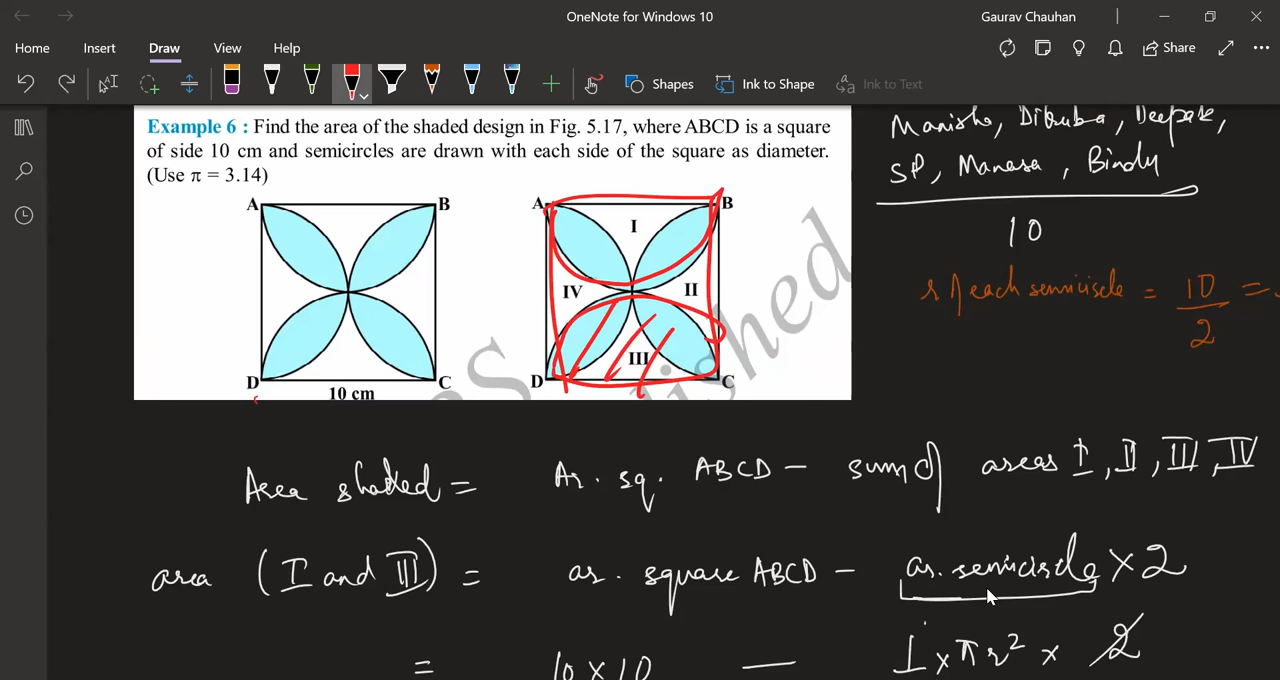 OneNote for Windows 10
Gaurav Chauhan
Home Insert Draw View Help
Share
Shapes Ink to Shape Ink to Text
Example 6 : Find the area of the shaded design in Fig. 5.17, where ABCD is a square
of side 10 cm and semicircles are drawn with each side of the square as diameter.
(Use π = 3.14)
A B
D C
10 cm
A B
I
IV II
III
D C
Manisha, Dibuba, Deepak,
SP, Manasa, Bindy
10
r of each semicircle = 10/2 =
Area shaded = Ar. sq. ABCD - sum of areas I, II, III, IV
area (I and III) = ar. square ABCD - ar. semicircle × 2
= 10 × 10 — 1 × πr² × 2